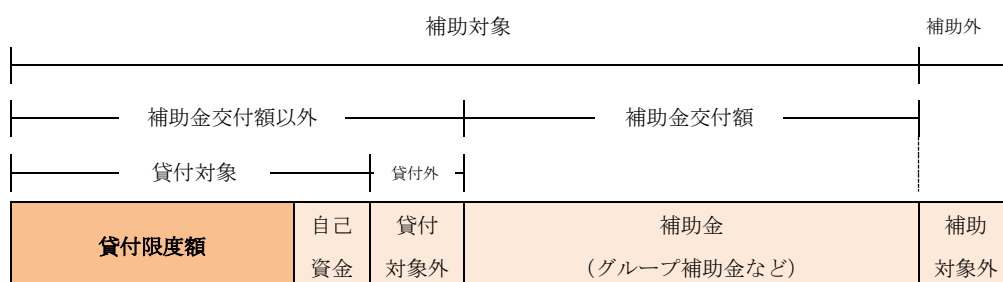 補助対象 補助外
補助金交付額以外 補助金交付額
貸付対象 貸付外
貸付限度額
自己
資金
貸付
対象外
補助金
(グループ補助金など)
補助
対象外